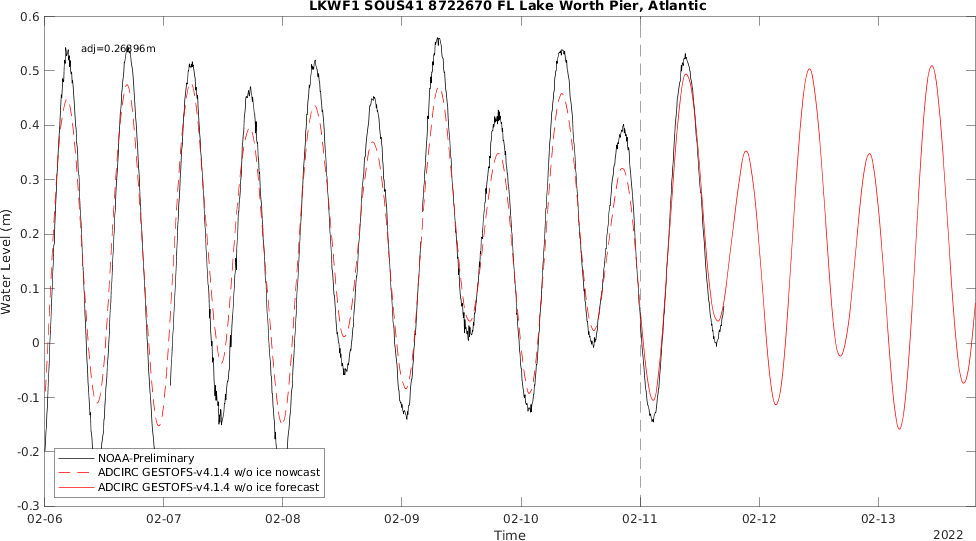 LKWF1 SOUS41 8722670 FL Lake Worth Pier, Atlantic
adj=0.26896m
0.6
0.5
0.4
0.3
0.2
0.1
0
-0.1
-0.2
-0.3
Water Level (m)
NOAA-Preliminary
ADCIRC GESTOFS-v4.1.4 w/o ice nowcast
ADCIRC GESTOFS-v4.1.4 w/o ice forecast
02-06 02-07 02-08 02-09 02-10 02-11 02-12 02-13
Time
2022